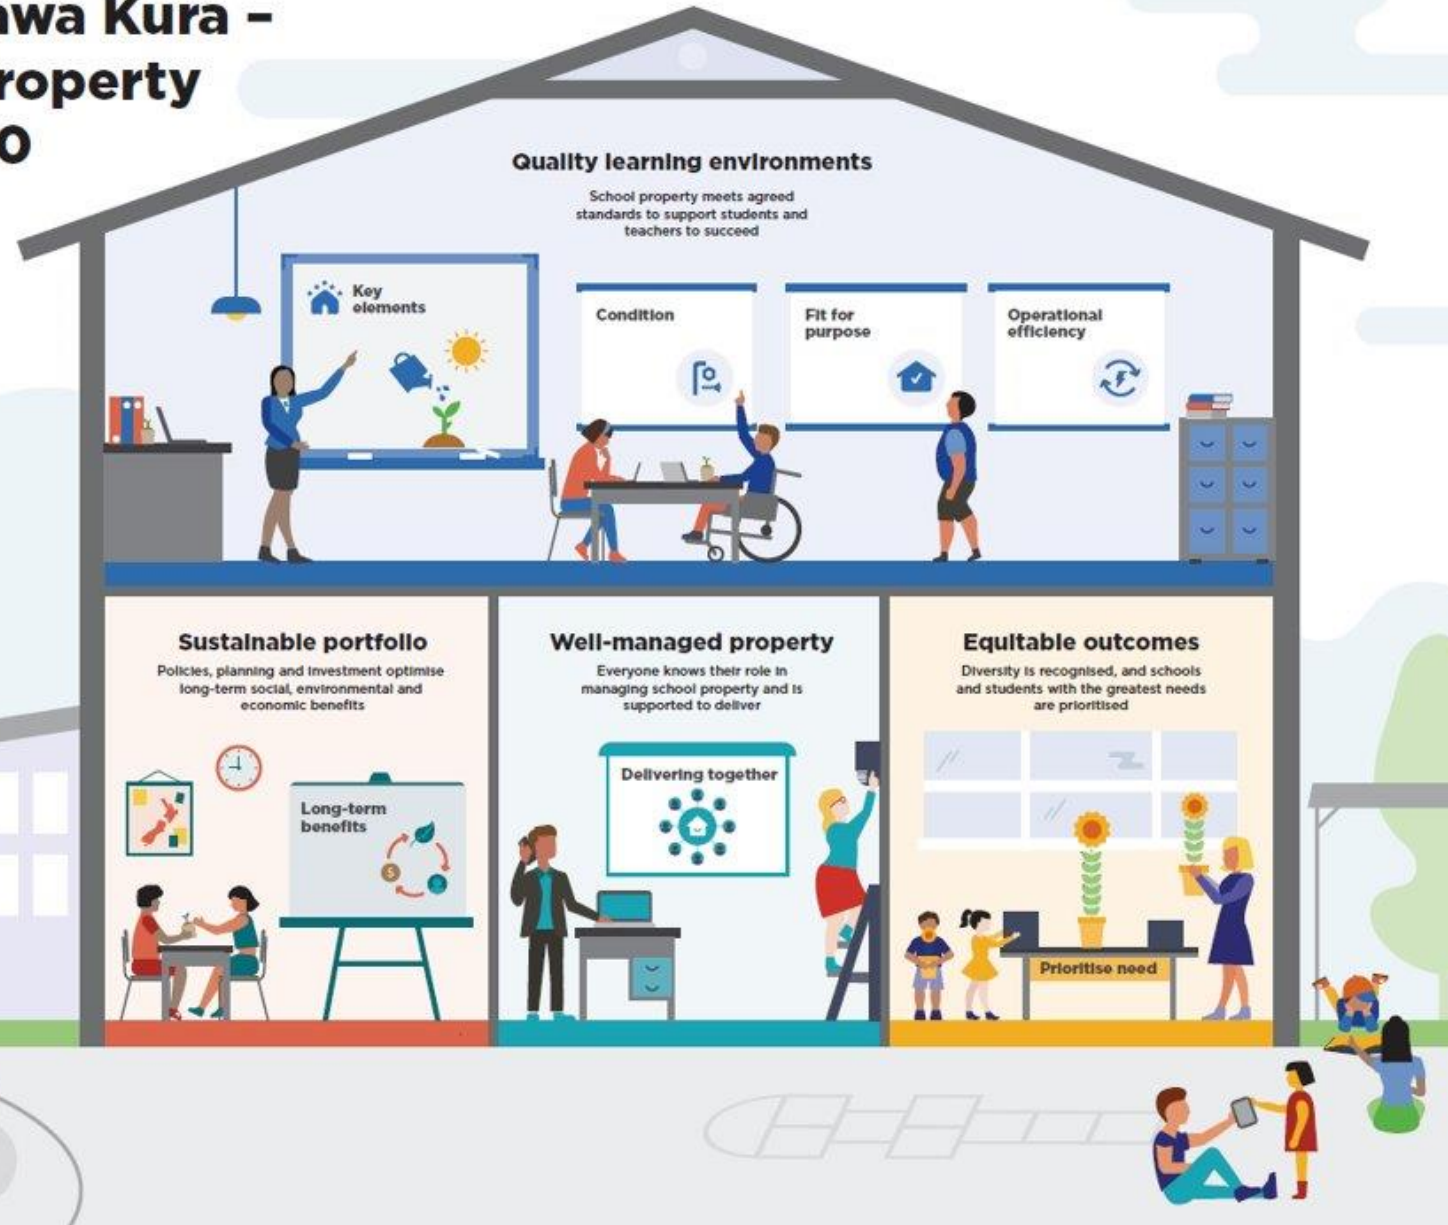 awa Kura –
roperty
0
Quality learning environments
School property meets agreed
standards to support students and
teachers to succeed
Key
elements
Condition
Fit for
purpose
Operational
efficiency
Sustainable portfolio
Policies, planning and investment optimise
long-term social, environmental and
economic benefits
Long-term
benefits
Well-managed property
Everyone knows their role in
managing school property and is
supported to deliver
Delivering together
Equitable outcomes
Diversity is recognised, and schools
and students with the greatest needs
are prioritised
Prioritise need